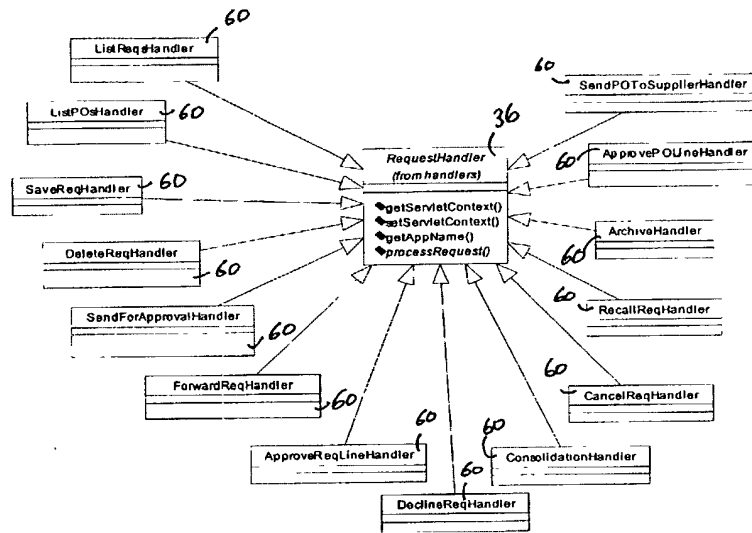 60
ListReqsHandler
60
ListPOsHandler
60
SaveReqHandler
60
DeleteReqHandler
60
SendForApprovalHandler
60
ForwardReqHandler
60
ApproveReqLineHandler
60
DeclineReqHandler
60
36
RequestHandler
(from handlers)
getServletContext()
setServletContext()
getAppName()
processRequest()
60
SendPOToSupplierHandler
60
ApprovePOLineHandler
ArchiveHandler
60
60
RecallReqHandler
60
CancelReqHandler
60
ConsolidationHandler